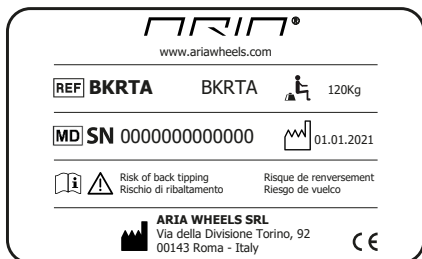 ARIA®
www.ariawheels.com
REF BKRTA BKRTA 120Kg
MD SN 0000000000000 01.01.2021
Risk of back tipping Risque de renversement
Rischio di ribaltamento Riesgo de vuelco
ARIA WHEELS SRL
Via della Divisione Torino, 92
00143 Roma - Italy
CE